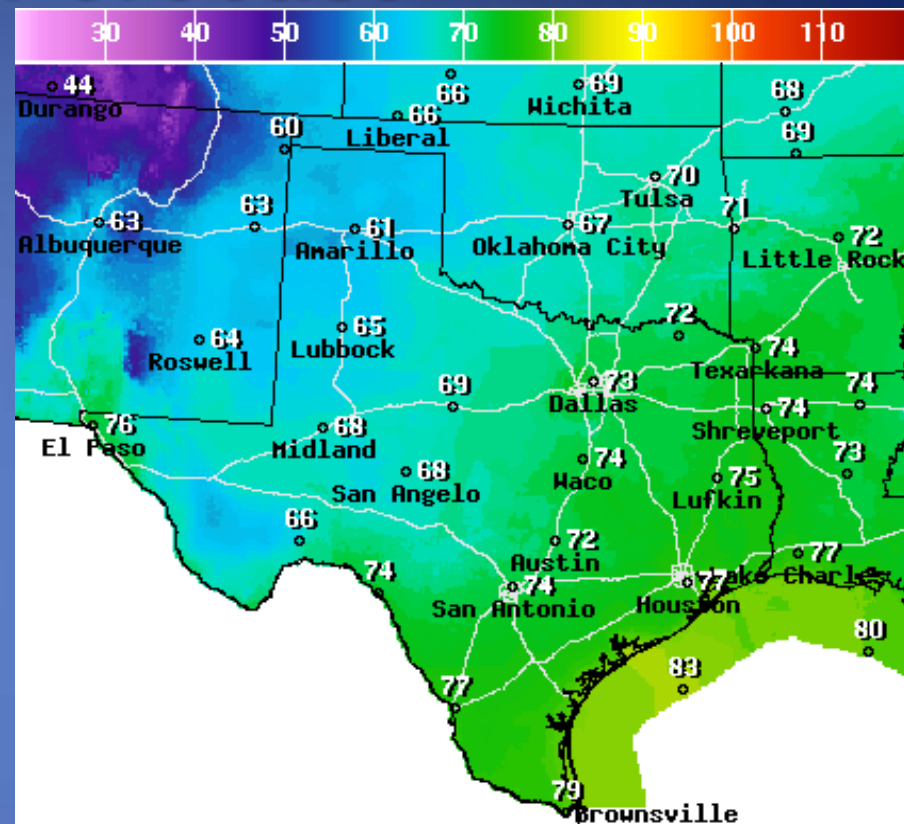 30 40 50 60 70 80 90 100 110
44
Durango
66
69
Wichita
68
66
Liberal
60
69
70
Tulsa
63
Albuquerque
63
61
Amarillo
67
Oklahoma City
71
72
Little Rock
64
Roswell
65
Lubbock
72
74
Texarkana
73
Dallas
69
74
Shreveport
74
76
El Paso
68
Midland
68
San Angelo
74
Waco
75
Lufkin
73
66
72
Austin
77
Lake Charles
74
74
San Antonio
77
Houston
80
83
77
79
Brownsville